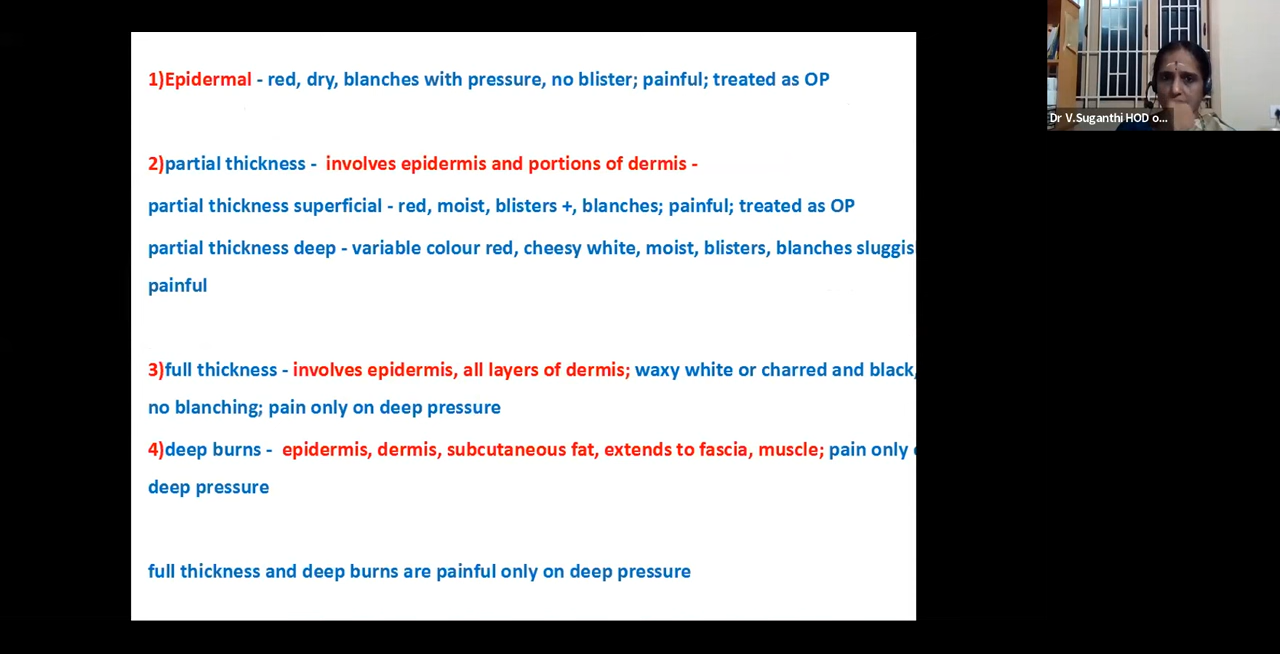 1)Epidermal - red, dry, blanches with pressure, no blister; painful; treated as OP
2)partial thickness - involves epidermis and portions of dermis -
partial thickness superficial - red, moist, blisters +, blanches; painful; treated as OP
partial thickness deep - variable colour red, cheesy white, moist, blisters, blanches sluggis
painful
3)full thickness - involves epidermis, all layers of dermis; waxy white or charred and black,
no blanching; pain only on deep pressure
4)deep burns - epidermis, dermis, subcutaneous fat, extends to fascia, muscle; pain only
deep pressure
full thickness and deep burns are painful only on deep pressure
Dr V.Suganthi HOD o...